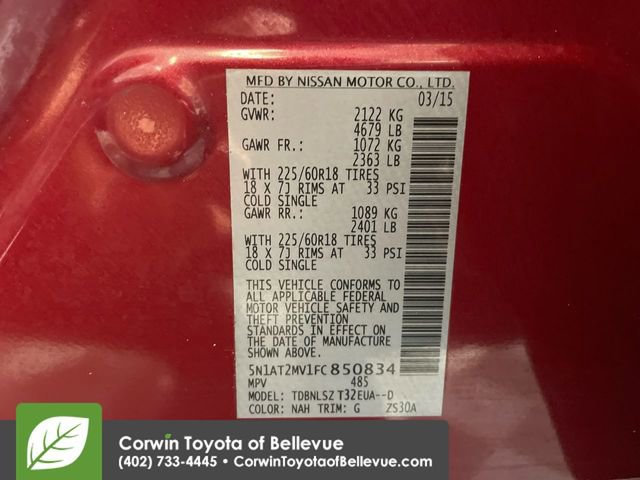 MFD BY NISSAN MOTOR CO., LTD.
DATE: 03/15
GVWR: 2122 KG
4679 LB
GAWR FR.: 1072 KG
2363 LB
WITH 225/60R18 TIRES
18 X 7J RIMS AT 33 PSI
COLD SINGLE
GAWR RR.: 1089 KG
2401 LB
WITH 225/60R18 TIRES
18 X 7J RIMS AT 33 PSI
COLD SINGLE
THIS VEHICLE CONFORMS TO
ALL APPLICABLE FEDERAL
MOTOR VEHICLE SAFETY AND
THEFT PREVENTION
STANDARDS IN EFFECT ON
THE DATE OF MANUFACTURE
SHOWN ABOVE.
5N1AT2MV1FC850834
MPV 485
MODEL: TDBNLSZ T32EUA--D
COLOR: NAH TRIM: G ZS30A
Corwin Toyota of Bellevue
(402) 733-4445 • CorwinToyotaofBellevue.com